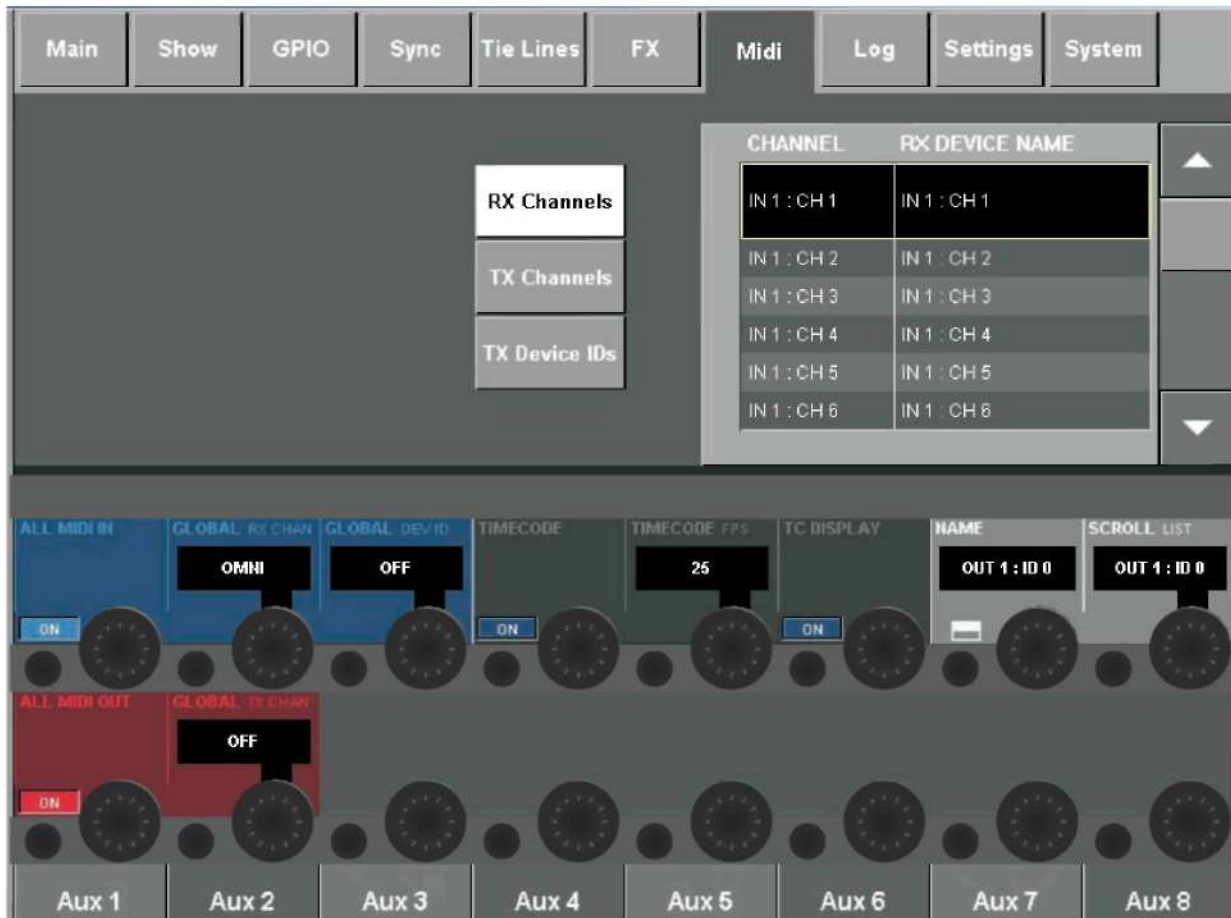 Main Show GPIO Sync Tie Lines FX Midi Log Settings System
CHANNEL RX DEVICE NAME
RX Channels
TX Channels
TX Device IDs
IN 1 : CH 1 IN 1 : CH 1
IN 1 : CH 2 IN 1 : CH 2
IN 1 : CH 3 IN 1 : CH 3
IN 1 : CH 4 IN 1 : CH 4
IN 1 : CH 5 IN 1 : CH 5
IN 1 : CH 6 IN 1 : CH 6
ALL MIDI IN GLOBAL RX CHAN GLOBAL DEV ID TIMECODE TIMECODE FPS TC DISPLAY NAME SCROLL LIST
OMNI OFF 25 OUT 1 : ID 0 OUT 1 : ID 0
ON ON ON
ALL MIDI OUT GLOBAL TX CHAN
OFF
ON
Aux 1 Aux 2 Aux 3 Aux 4 Aux 5 Aux 6 Aux 7 Aux 8